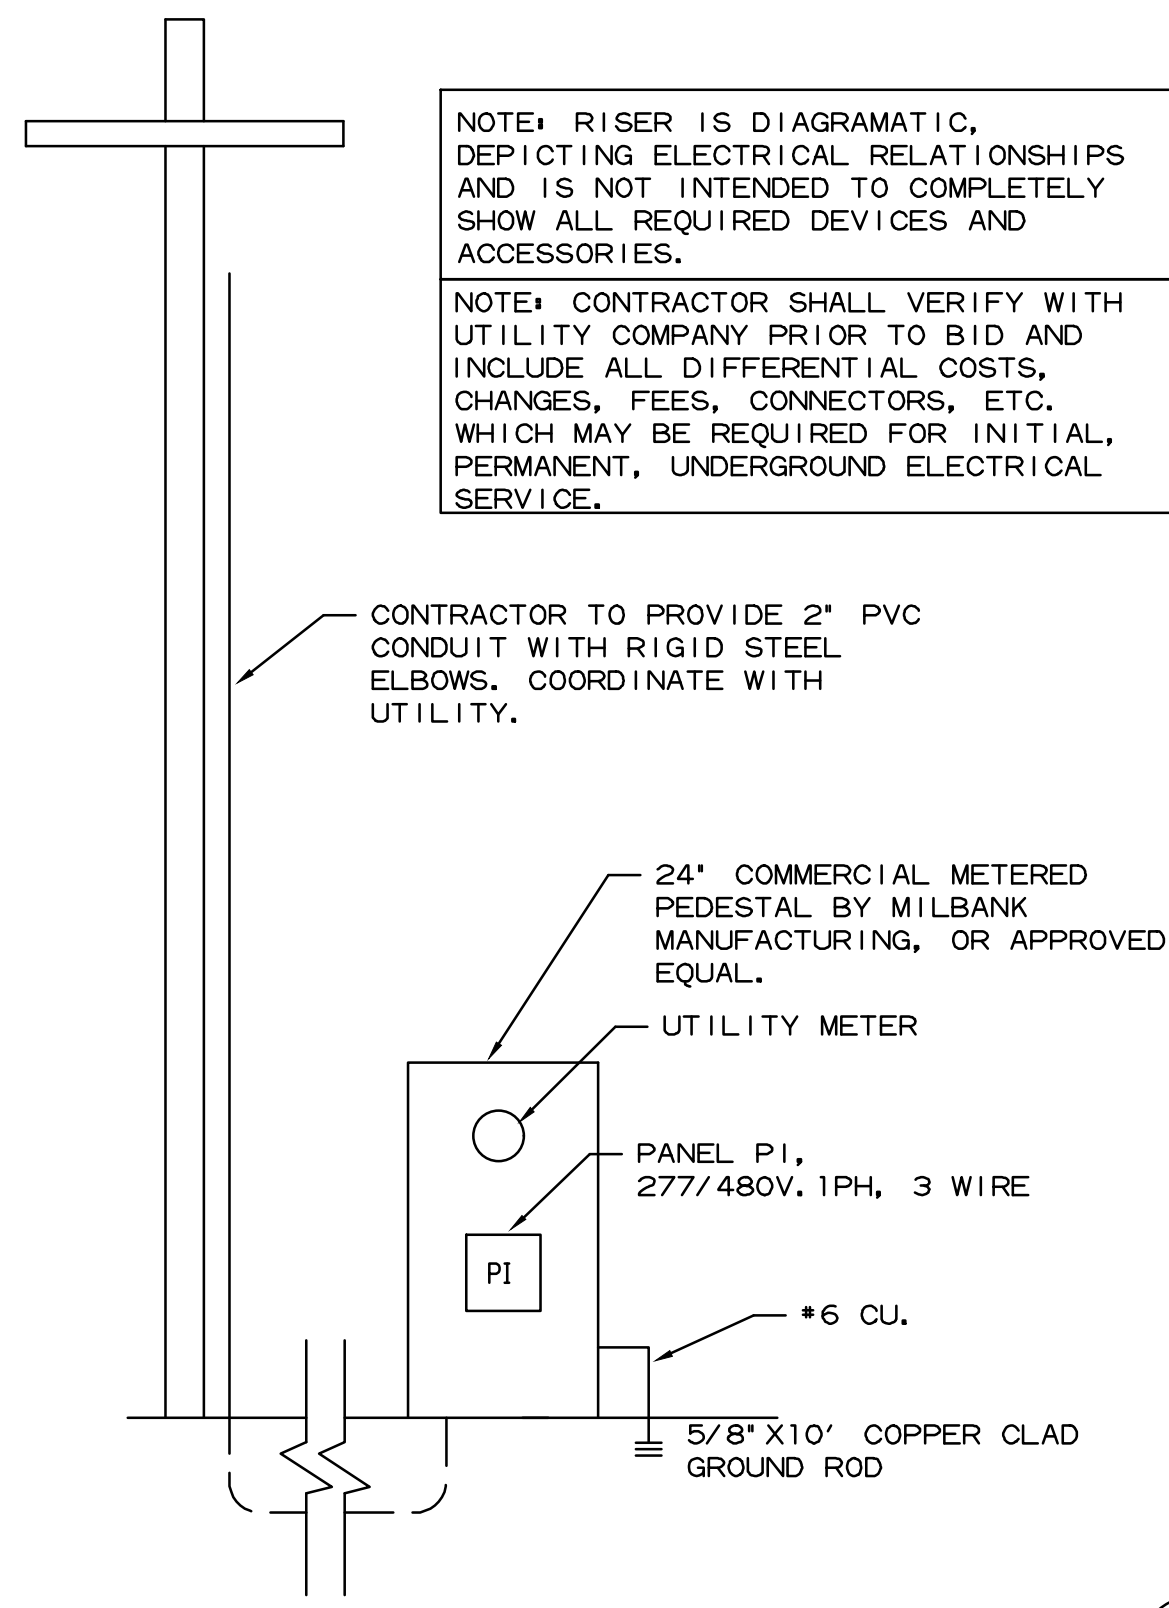 NOTE: RISER IS DIAGRAMATIC,
DEPICTING ELECTRICAL RELATIONSHIPS
AND IS NOT INTENDED TO COMPLETELY
SHOW ALL REQUIRED DEVICES AND
ACCESSORIES.
NOTE: CONTRACTOR SHALL VERIFY WITH
UTILITY COMPANY PRIOR TO BID AND
INCLUDE ALL DIFFERENTIAL COSTS,
CHANGES, FEES, CONNECTORS, ETC.
WHICH MAY BE REQUIRED FOR INITIAL,
PERMANENT, UNDERGROUND ELECTRICAL
SERVICE.
CONTRACTOR TO PROVIDE 2" PVC
CONDUIT WITH RIGID STEEL
ELBOWS. COORDINATE WITH
UTILITY.
24" COMMERCIAL METERED
PEDESTAL BY MILBANK
MANUFACTURING, OR APPROVED
EQUAL.
UTILITY METER
PANEL PI,
277/480V. 1PH, 3 WIRE
PI
#6 CU.
5/8"X10' COPPER CLAD
GROUND ROD